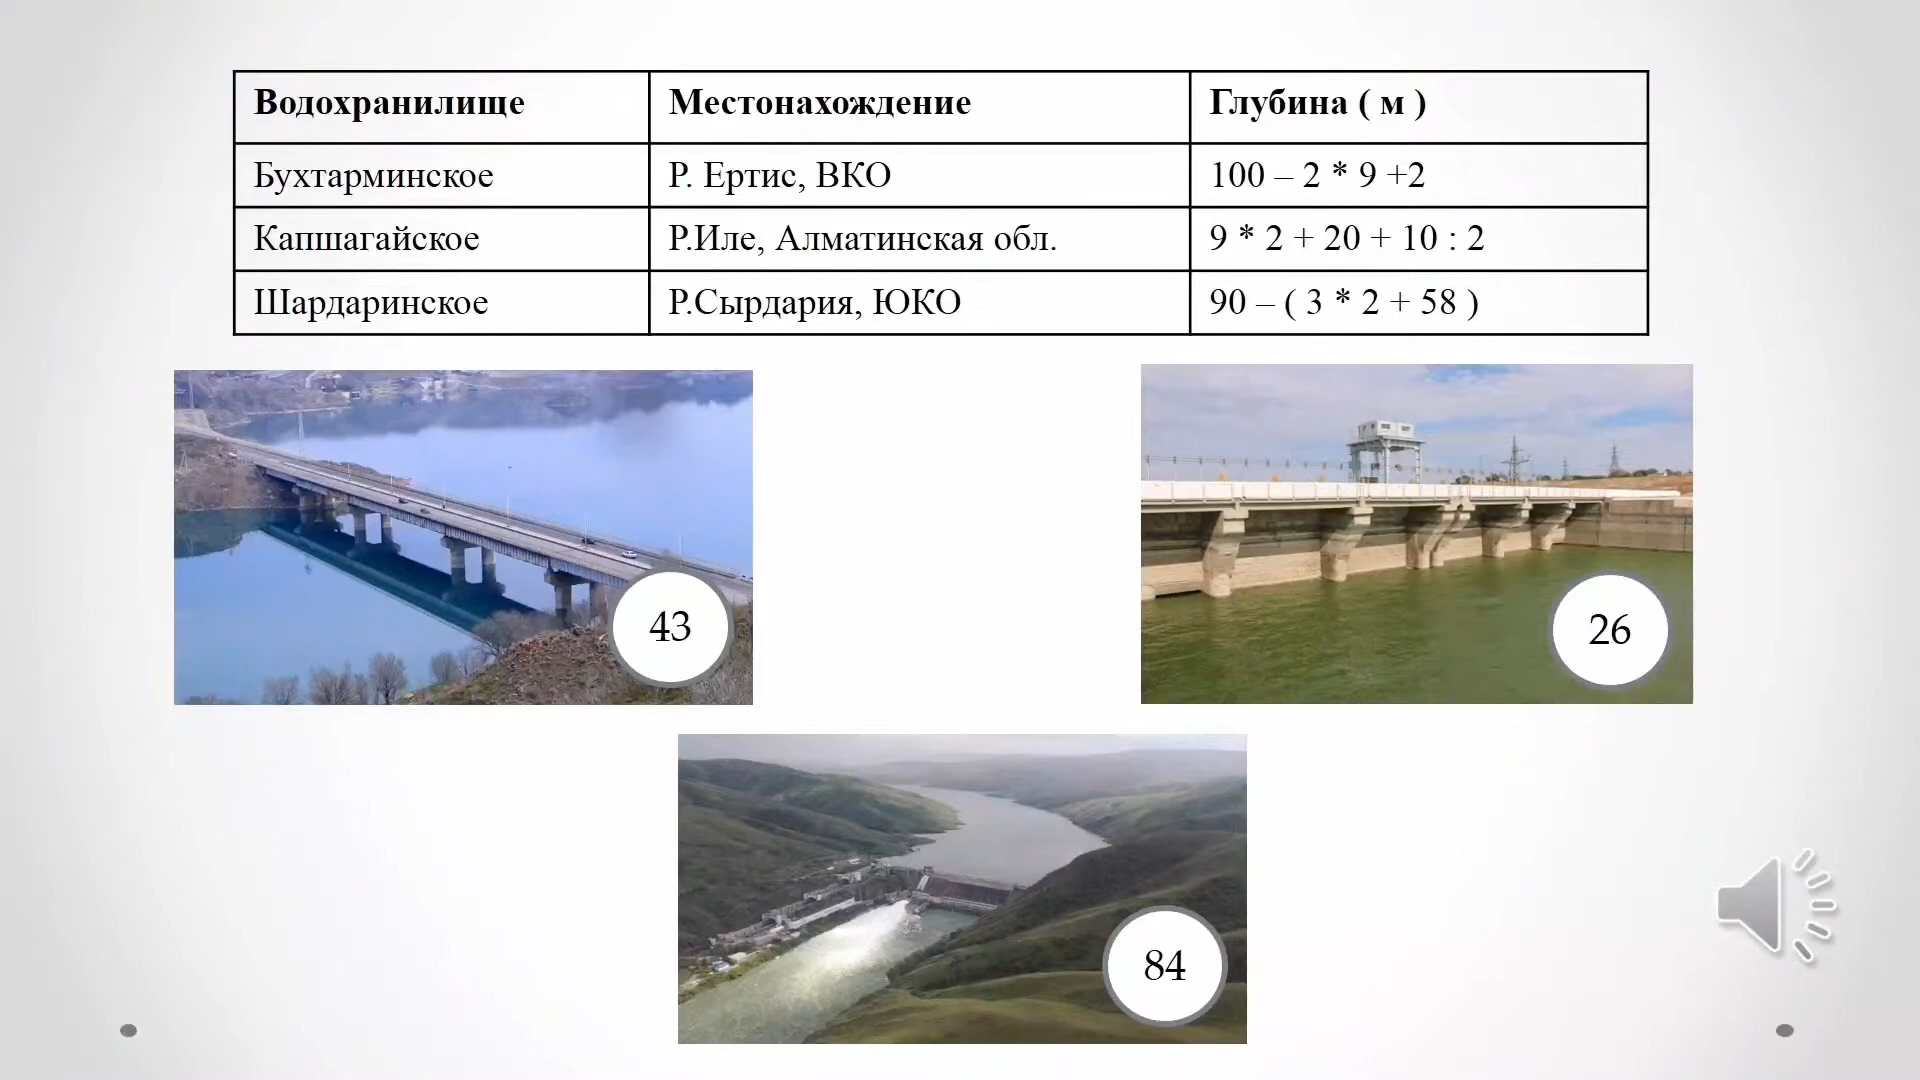 Водохранилище Местонахождение Глубина ( м )
Бухтарминское Р. Ертис, ВКО 100 – 2 * 9 +2
Капшагайское Р.Иле, Алматинская обл. 9 * 2 + 20 + 10 : 2
Шардаринское Р.Сырдария, ЮКО 90 – ( 3 * 2 + 58 )
43
26
84